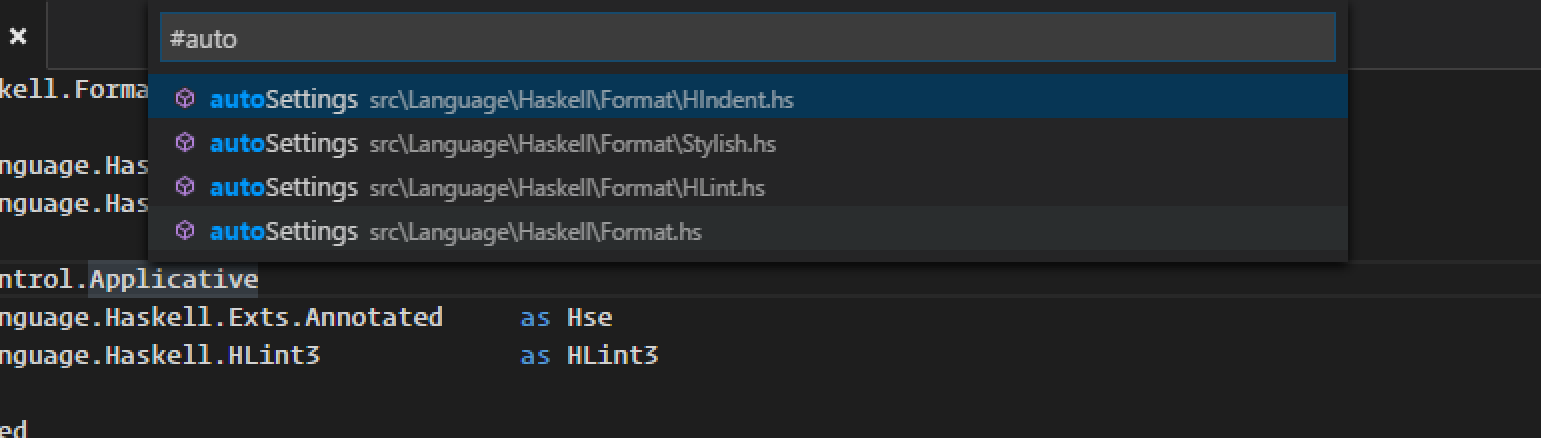 #auto
autoSettings src\Language\Haskell\Format\HIndent.hs
autoSettings src\Language\Haskell\Format\Stylish.hs
autoSettings src\Language\Haskell\Format\HLint.hs
autoSettings src\Language\Haskell\Format.hs
kell.Forma
nguage.Has
nguage.Has
ntrol.Applicative
nguage.Haskell.Exts.Annotated as Hse
nguage.Haskell.HLint3 as HLint3
ed